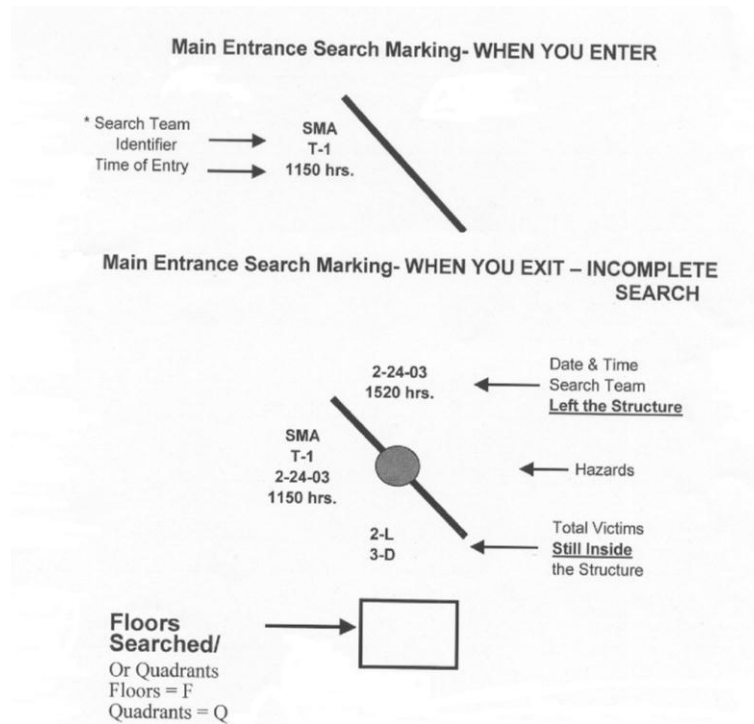 Main Entrance Search Marking- WHEN YOU ENTER
* Search Team
Identifier
Time of Entry
SMA
T-1
1150 hrs.
Main Entrance Search Marking- WHEN YOU EXIT – INCOMPLETE
SEARCH
2-24-03
1520 hrs.
Date & Time
Search Team
Left the Structure
SMA
T-1
2-24-03
1150 hrs.
Hazards
2-L
3-D
Total Victims
Still Inside
the Structure
Floors
Searched/
Or Quadrants
Floors = F
Quadrants = Q